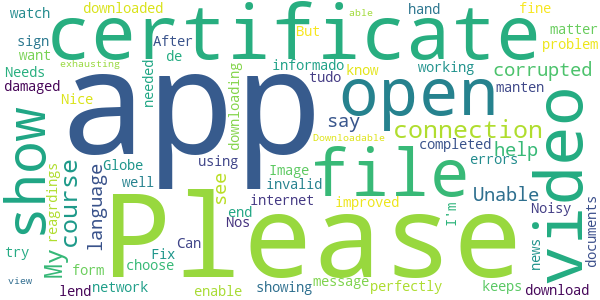 watch downloaded able hand fine
certificate
sign After But matter
want exhausting de informado know working problem
Needs needed tudo corrupted
damaged Nice app downloading open manten
say connection
show Globe Downloadable completed help
using Image file errors
course language well see invalid Unable video
reagrdings internet improved Noisy
My Please end I'm documents
try Fix Can Nos news
form choose message perfectly
lend network enable showing keeps download
view